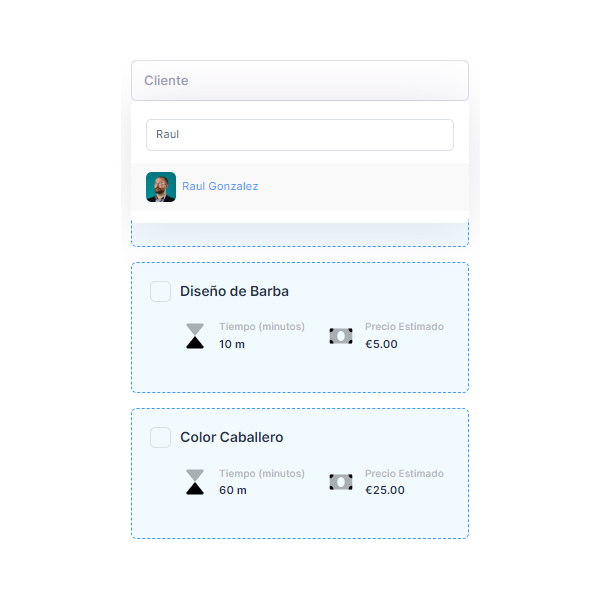 Cliente
Raul
Raul Gonzalez
Diseño de Barba
Tiempo (minutos)
10 m
Precio Estimado
€5.00
Color Caballero
Tiempo (minutos)
60 m
Precio Estimado
€25.00